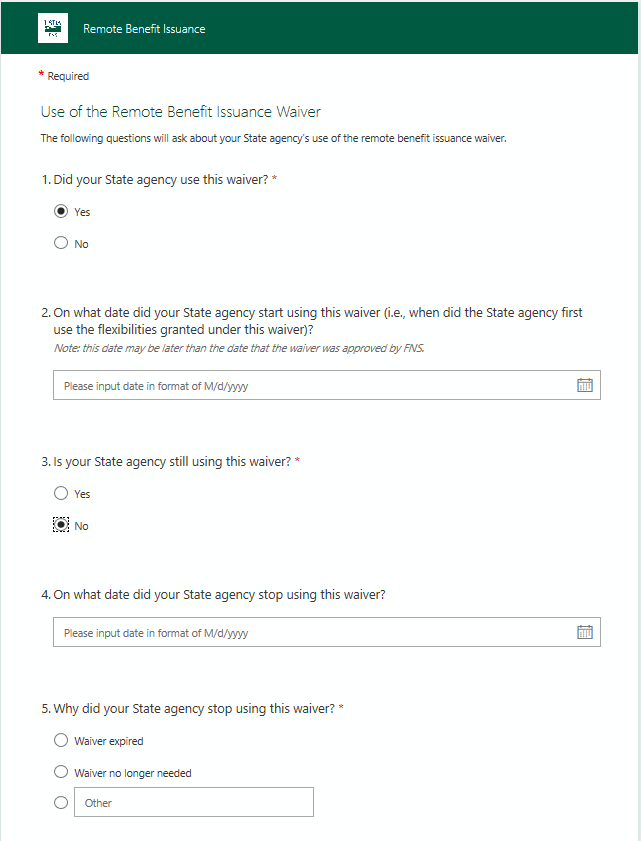 USDA
FNS
Remote Benefit Issuance
* Required
Use of the Remote Benefit Issuance Waiver
The following questions will ask about your State agency's use of the remote benefit issuance waiver.
1. Did your State agency use this waiver? *
Yes
No
2. On what date did your State agency start using this waiver (i.e., when did the State agency first
use the flexibilities granted under this waiver)?
Note: this date may be later than the date that the waiver was approved by FNS.
Please input date in format of M/d/yyyy
3. Is your State agency still using this waiver? *
Yes
No
4. On what date did your State agency stop using this waiver?
Please input date in format of M/d/yyyy
5. Why did your State agency stop using this waiver? *
Waiver expired
Waiver no longer needed
Other